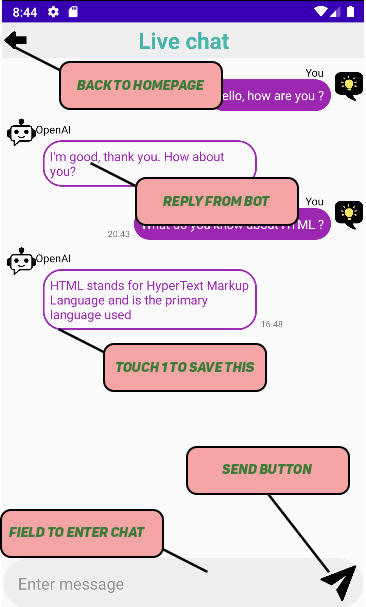 8:44
Live chat
BACK TO HOMEPAGE
You
ello, how are you ?
OpenAI
I'm good, thank you. How about
you?
REPLY FROM BOT
You
What do you know about HTML ?
20:43
OpenAI
HTML stands for HyperText Markup
Language and is the primary
language used
16:48
TOUCH 1 TO SAVE THIS
SEND BUTTON
FIELD TO ENTER CHAT
Enter message